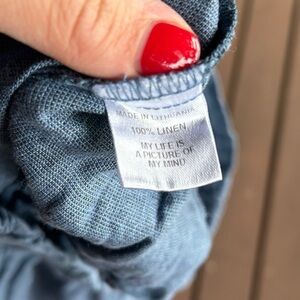 MADE IN LITHUANIA
100% LINEN
MY LIFE IS
A PICTURE OF
MY MIND